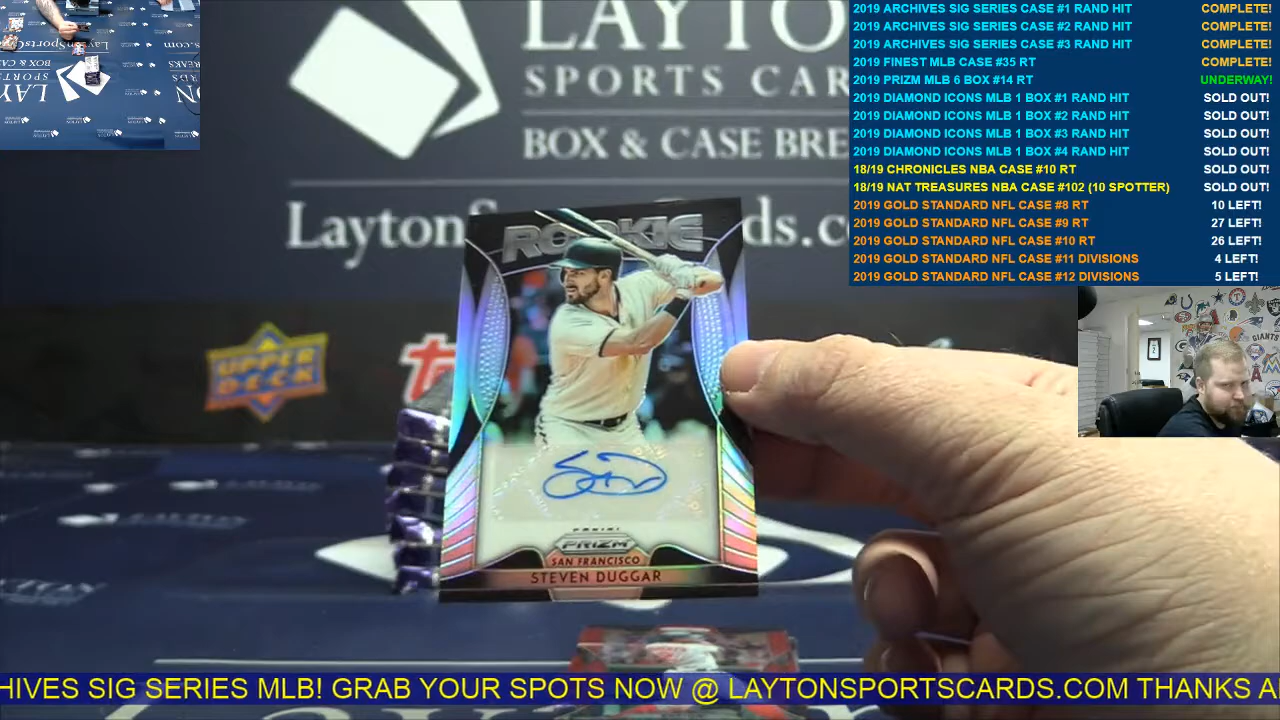 LAYTON
SPORTS CAR
BOX & CASE BRE
LaytonS ds.co
2019 ARCHIVES SIG SERIES CASE #1 RAND HIT COMPLETE!
2019 ARCHIVES SIG SERIES CASE #2 RAND HIT COMPLETE!
2019 ARCHIVES SIG SERIES CASE #3 RAND HIT COMPLETE!
2019 FINEST MLB CASE #35 RT COMPLETE!
2019 PRIZM MLB 6 BOX #14 RT UNDERWAY!
2019 DIAMOND ICONS MLB 1 BOX #1 RAND HIT SOLD OUT!
2019 DIAMOND ICONS MLB 1 BOX #2 RAND HIT SOLD OUT!
2019 DIAMOND ICONS MLB 1 BOX #3 RAND HIT SOLD OUT!
2019 DIAMOND ICONS MLB 1 BOX #4 RAND HIT SOLD OUT!
18/19 CHRONICLES NBA CASE #10 RT SOLD OUT!
18/19 NAT TREASURES NBA CASE #102 (10 SPOTTER) SOLD OUT!
2019 GOLD STANDARD NFL CASE #8 RT 10 LEFT!
2019 GOLD STANDARD NFL CASE #9 RT 27 LEFT!
2019 GOLD STANDARD NFL CASE #10 RT 26 LEFT!
2019 GOLD STANDARD NFL CASE #11 DIVISIONS 4 LEFT!
2019 GOLD STANDARD NFL CASE #12 DIVISIONS 5 LEFT!
ROOKIE
UPPER
DECK
PANINI
PRIZM
SAN FRANCISCO
STEVEN DUGGAR
HIVES SIG SERIES MLB! GRAB YOUR SPOTS NOW @ LAYTONSPORTSCARDS.COM THANKS A